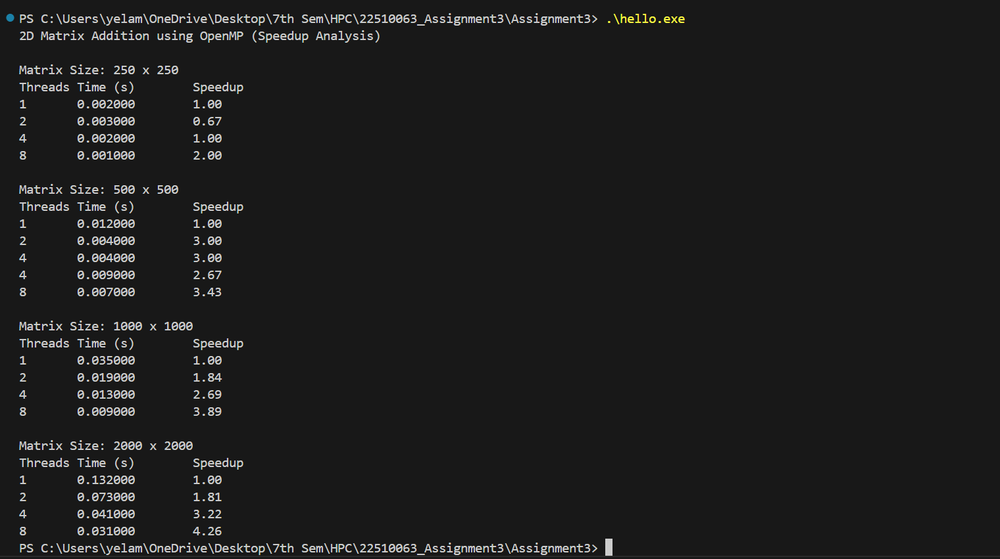 PS C:\Users\yelam\OneDrive\Desktop\7th Sem\HPC\22510063_Assignment3\Assignment3> .\hello.exe
2D Matrix Addition using OpenMP (Speedup Analysis)
Matrix Size: 250 x 250
Threads Time (s) Speedup
1 0.002000 1.00
2 0.003000 0.67
4 0.002000 1.00
8 0.001000 2.00
Matrix Size: 500 x 500
Threads Time (s) Speedup
1 0.012000 1.00
2 0.004000 3.00
4 0.004000 3.00
4 0.009000 2.67
8 0.007000 3.43
Matrix Size: 1000 x 1000
Threads Time (s) Speedup
1 0.035000 1.00
2 0.019000 1.84
4 0.013000 2.69
8 0.009000 3.89
Matrix Size: 2000 x 2000
Threads Time (s) Speedup
1 0.132000 1.00
2 0.073000 1.81
4 0.041000 3.22
8 0.031000 4.26
PS C:\Users\yelam\OneDrive\Desktop\7th Sem\HPC\22510063_Assignment3\Assignment3>